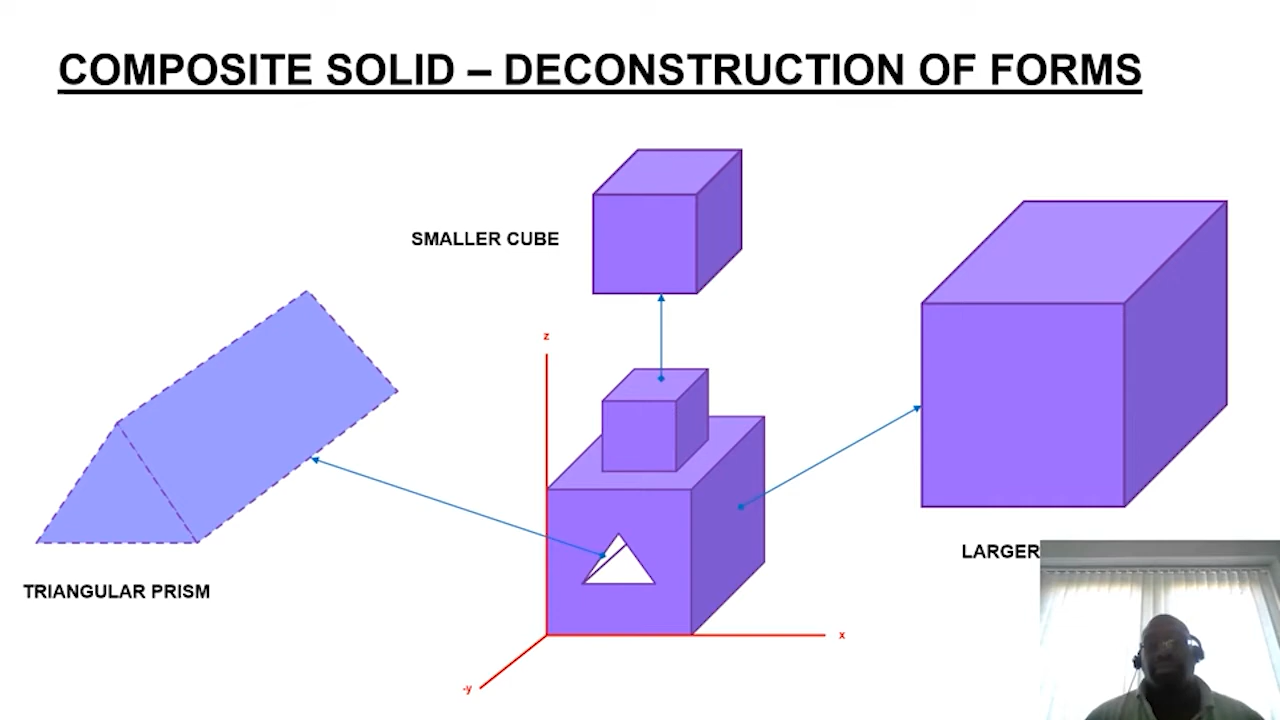 COMPOSITE SOLID – DECONSTRUCTION OF FORMS
SMALLER CUBE
z
LARGER
TRIANGULAR PRISM
x
-y